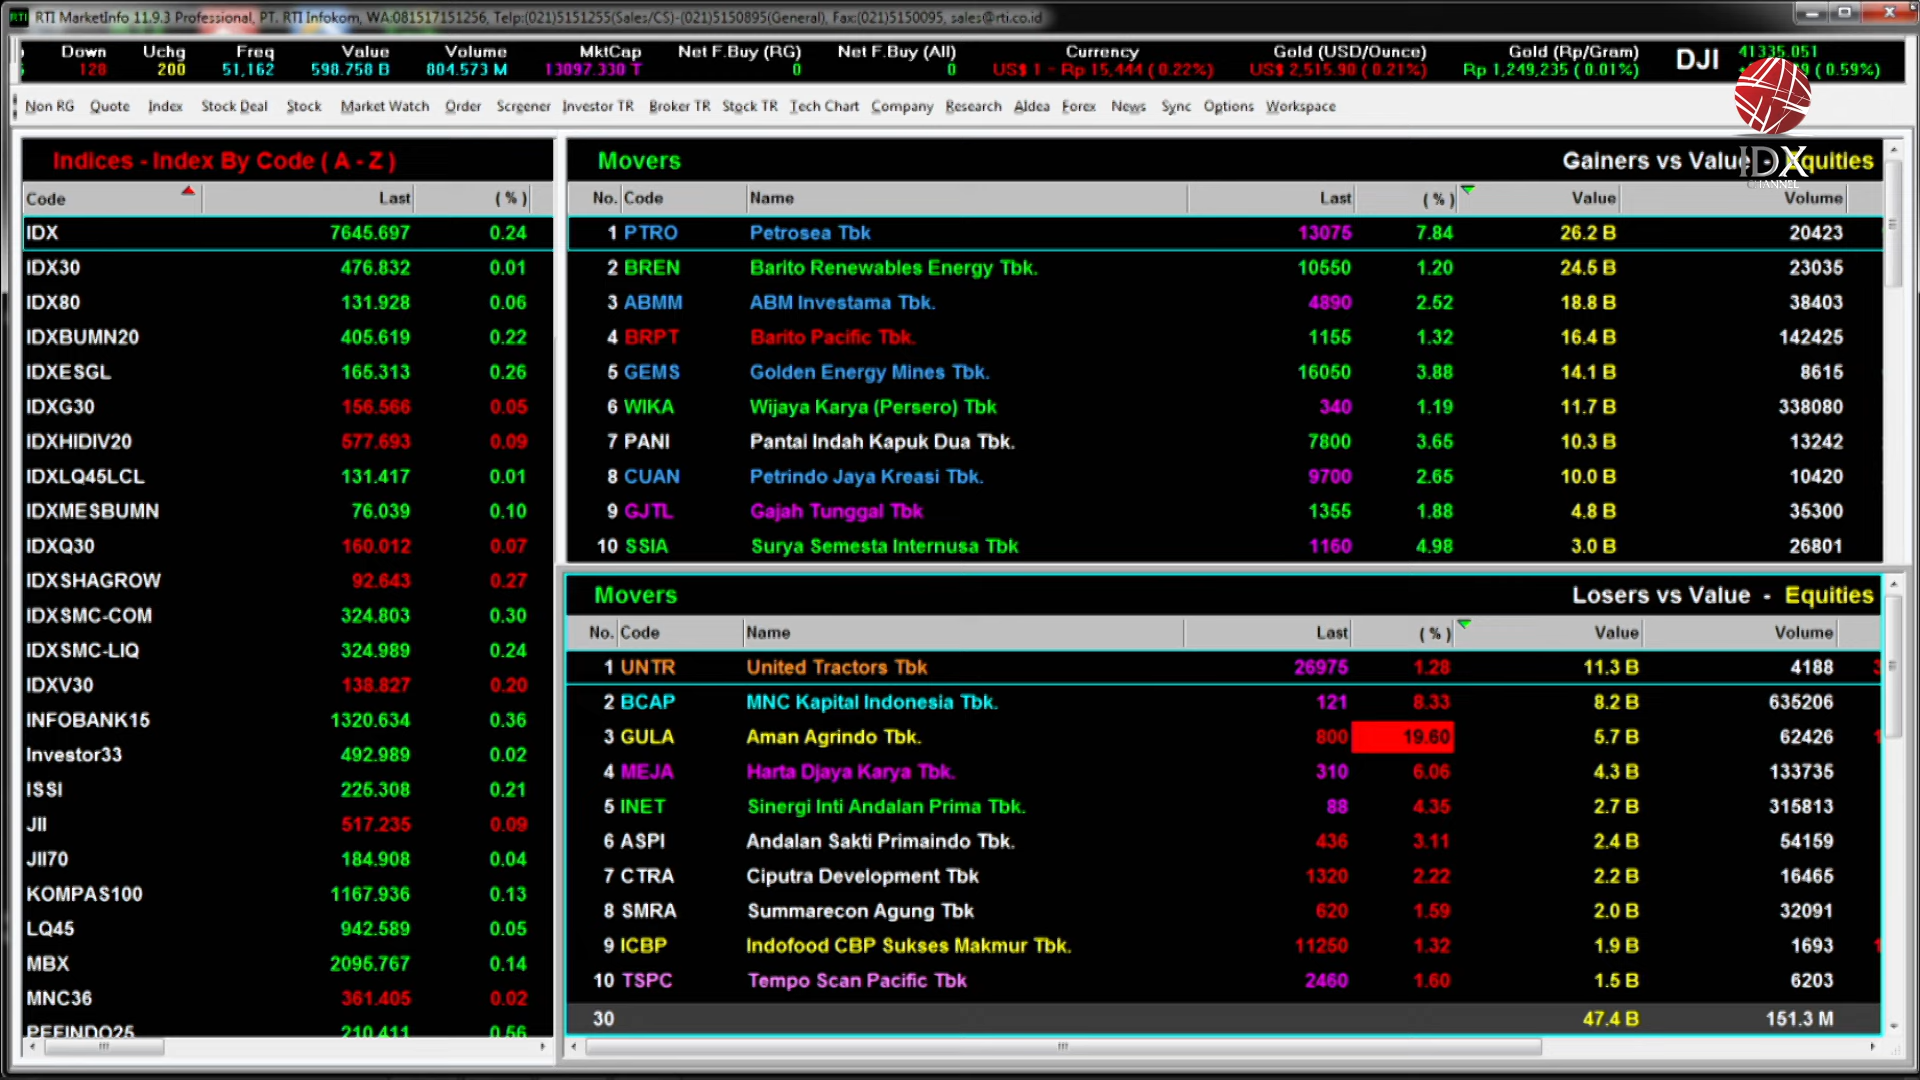 RTI MarketInfo 11.9.3 Professional, PT. RTI Infokom, WA:081517151256, Telp:(021)5151255(Sales/CS)-(021)5150895(General), Fax:(021)5150095, sales@rti.co.id
Down Uchg Freq Value Volume MktCap Net F.Buy (RG) Net F.Buy (All) Currency Gold (USD/Ounce) Gold (Rp/Gram) DJI 41335.051
128 200 51,162 598.758 B 804.573 M 13097.330 T 0 0 US$ 1 - Rp 15,444 ( 0.22%) US$ 2,515.90 ( 0.21%) Rp 1,249,235 ( 0.01%) ( 0.59%)
Non RG Quote Index Stock Deal Stock Market Watch Order Screener Investor TR Broker TR Stock TR Tech Chart Company Research Aldea Forex News Sync Options Workspace
IDX
CHANNEL
Indices - Index By Code ( A - Z )
Code Last ( % )
IDX 7645.697 0.24
IDX30 476.832 0.01
IDX80 131.928 0.06
IDXBUMN20 405.619 0.22
IDXESGL 165.313 0.26
IDXG30 156.566 0.05
IDXHIDIV20 577.693 0.09
IDXLQ45LCL 131.417 0.01
IDXMESBUMN 76.039 0.10
IDXQ30 160.012 0.07
IDXSHAGROW 92.643 0.27
IDXSMC-COM 324.803 0.30
IDXSMC-LIQ 324.989 0.24
IDXV30 138.827 0.20
INFOBANK15 1320.634 0.36
Investor33 492.989 0.02
ISSI 225.308 0.21
JII 517.235 0.09
JII70 184.908 0.04
KOMPAS100 1167.936 0.13
LQ45 942.589 0.05
MBX 2095.767 0.14
MNC36 361.405 0.02
PEFINDO25 210.411 0.56
Movers Gainers vs Value - Equities
No. Code Name Last ( % ) Value Volume
1 PTRO Petrosea Tbk 13075 7.84 26.2 B 20423
2 BREN Barito Renewables Energy Tbk. 10550 1.20 24.5 B 23035
3 ABMM ABM Investama Tbk. 4890 2.52 18.8 B 38403
4 BRPT Barito Pacific Tbk. 1155 1.32 16.4 B 142425
5 GEMS Golden Energy Mines Tbk. 16050 3.88 14.1 B 8615
6 WIKA Wijaya Karya (Persero) Tbk 340 1.19 11.7 B 338080
7 PANI Pantai Indah Kapuk Dua Tbk. 7800 3.65 10.3 B 13242
8 CUAN Petrindo Jaya Kreasi Tbk. 9700 2.65 10.0 B 10420
9 GJTL Gajah Tunggal Tbk 1355 1.88 4.8 B 35300
10 SSIA Surya Semesta Internusa Tbk 1160 4.98 3.0 B 26801
Movers Losers vs Value - Equities
No. Code Name Last ( % ) Value Volume
1 UNTR United Tractors Tbk 26975 1.28 11.3 B 4188
2 BCAP MNC Kapital Indonesia Tbk. 121 8.33 8.2 B 635206
3 GULA Aman Agrindo Tbk. 800 19.60 5.7 B 62426
4 MEJA Harta Djaya Karya Tbk. 310 6.06 4.3 B 133735
5 INET Sinergi Inti Andalan Prima Tbk. 88 4.35 2.7 B 315813
6 ASPI Andalan Sakti Primaindo Tbk. 436 3.11 2.4 B 54159
7 CTRA Ciputra Development Tbk 1320 2.22 2.2 B 16465
8 SMRA Summarecon Agung Tbk 620 1.59 2.0 B 32091
9 ICBP Indofood CBP Sukses Makmur Tbk. 11250 1.32 1.9 B 1693
10 TSPC Tempo Scan Pacific Tbk 2460 1.60 1.5 B 6203
30 47.4 B 151.3 M